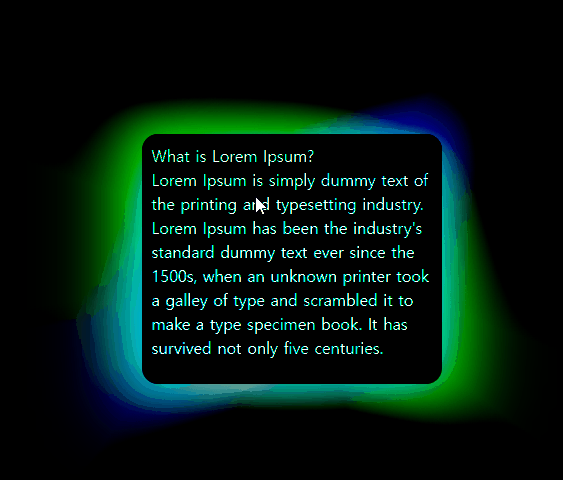 What is Lorem Ipsum?
Lorem Ipsum is simply dummy text of
the printing and typesetting industry.
Lorem Ipsum has been the industry's
standard dummy text ever since the
1500s, when an unknown printer took
a galley of type and scrambled it to
make a type specimen book. It has
survived not only five centuries.